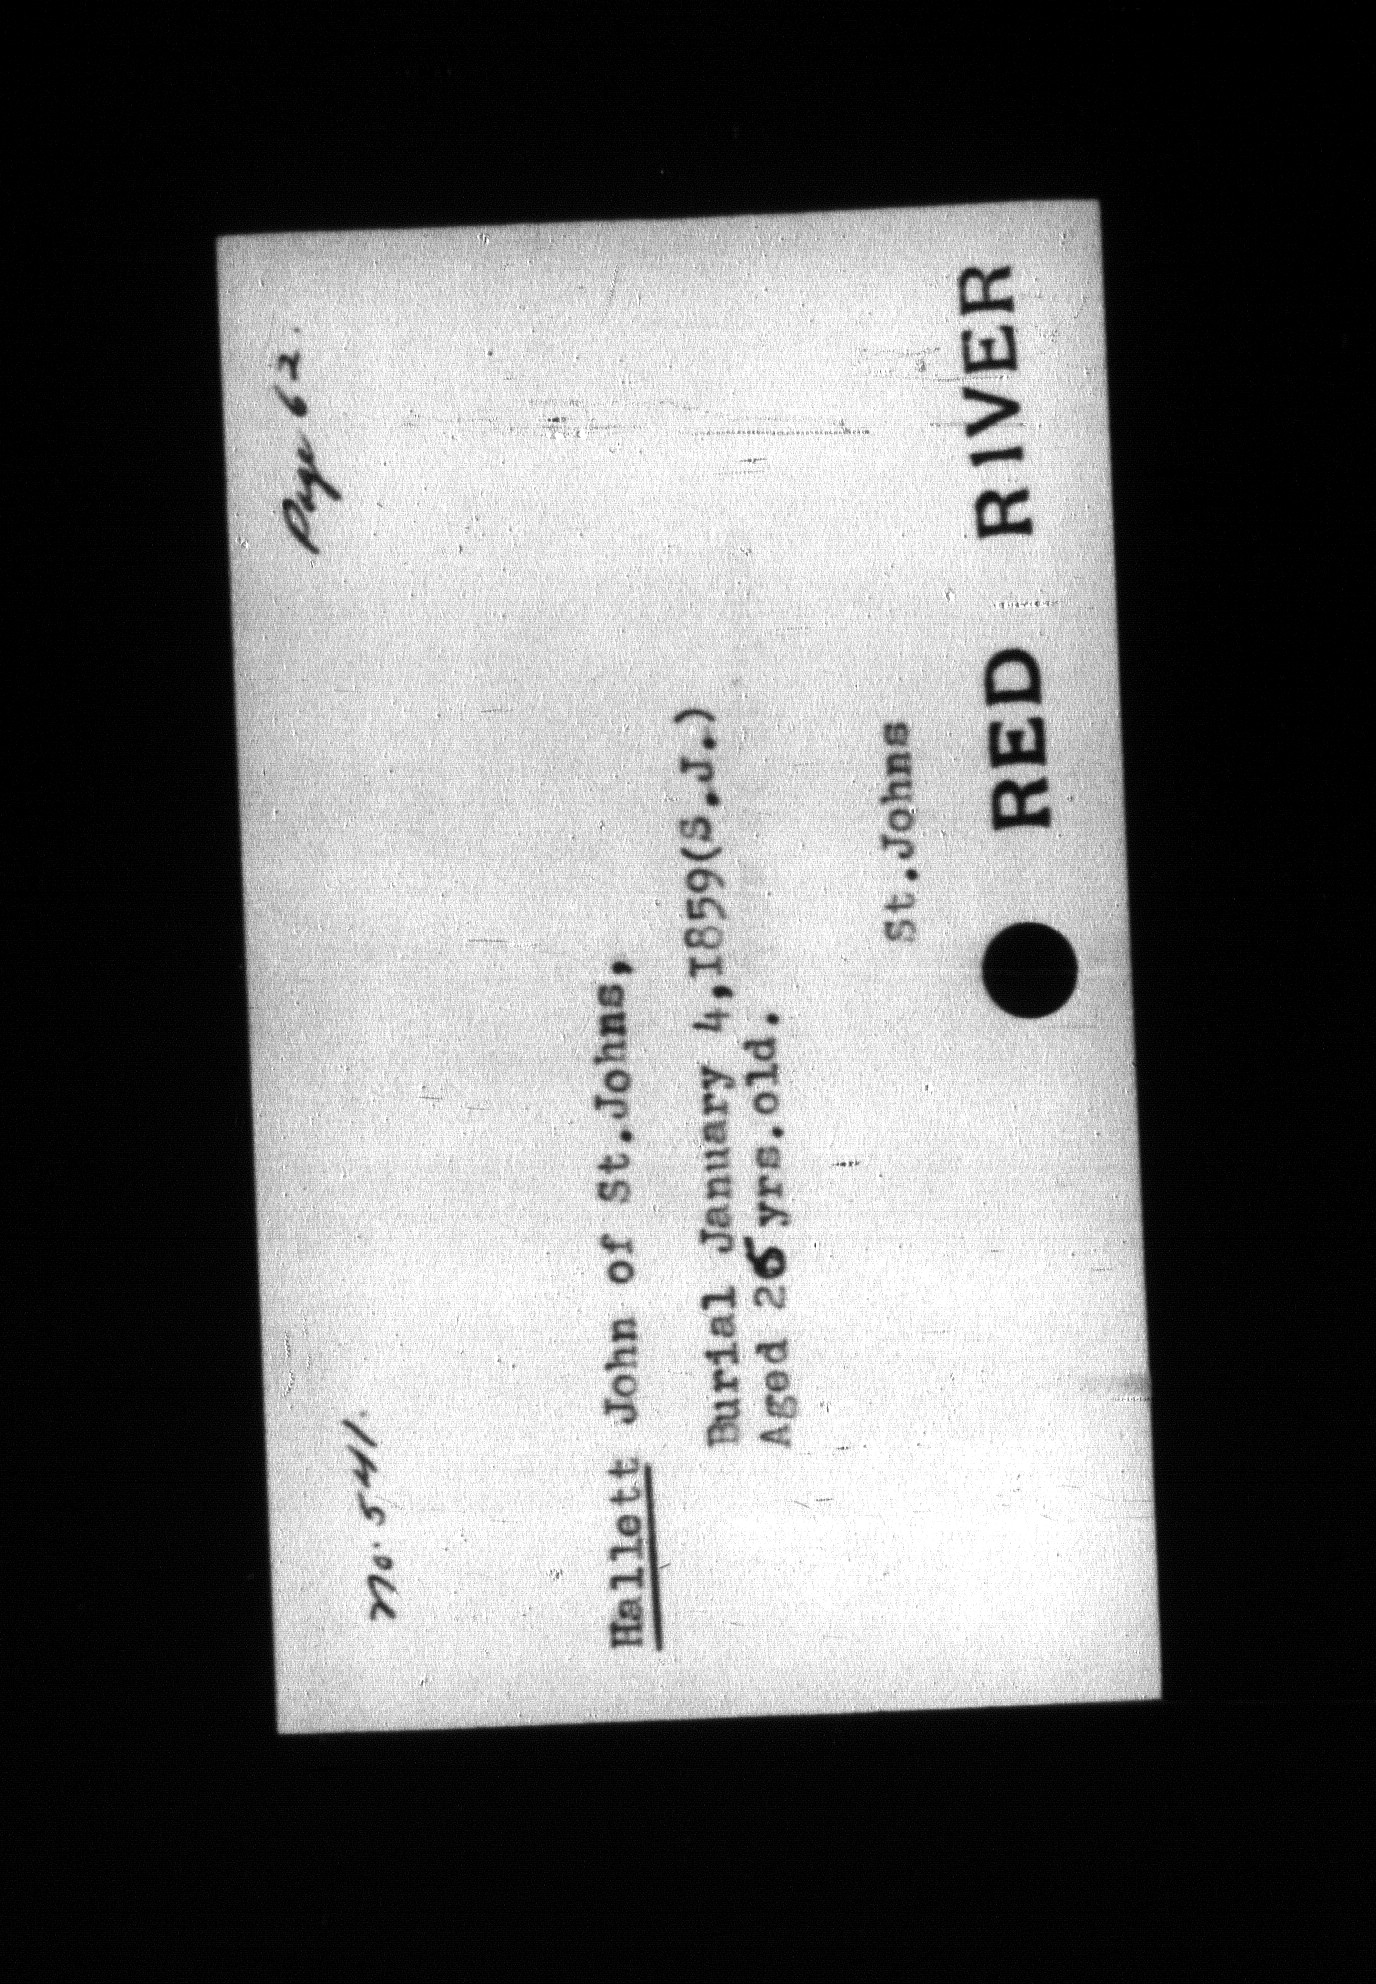 Page 62.
No. 541.
Hallett John of St.Johns,
Burial January 4,1859(S.J.)
Aged 25 yrs.old.
St.Johns
RED RIVER